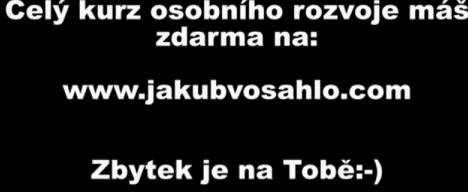 Celý kurz osobního rozvoje máš
zdarma na:
www.jakubvosahlo.com
Zbytek je na Tobě:-)